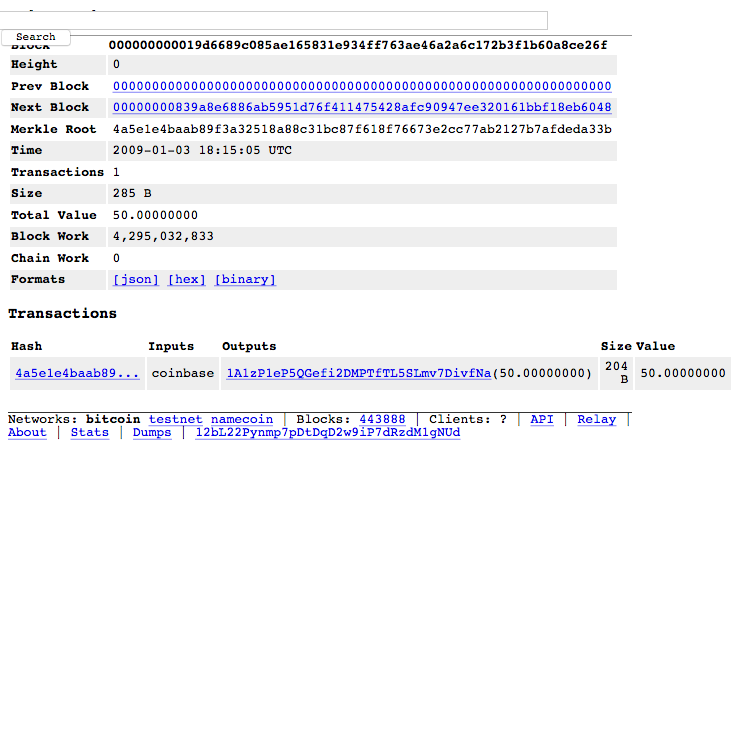 Search
Block 000000000019d6689c085ae165831e934ff763ae46a2a6c172b3f1b60a8ce26f
Height 0
Prev Block 0000000000000000000000000000000000000000000000000000000000000000
Next Block 00000000839a8e6886ab5951d76f411475428afc90947ee320161bbf18eb6048
Merkle Root 4a5e1e4baab89f3a32518a88c31bc87f618f76673e2cc77ab2127b7afdeda33b
Time 2009-01-03 18:15:05 UTC
Transactions 1
Size 285 B
Total Value 50.00000000
Block Work 4,295,032,833
Chain Work 0
Formats [json] [hex] [binary]
Transactions
Hash Inputs Outputs Size Value
4a5e1e4baab89... coinbase 1A1zP1eP5QGefi2DMPTfTL5SLmv7DivfNa(50.00000000) 204 B 50.00000000
Networks: bitcoin testnet namecoin | Blocks: 443888 | Clients: ? | API | Relay |
About | Stats | Dumps | 12bL22Pynmp7pDtDqD2w9iP7dRzdM1gNUd